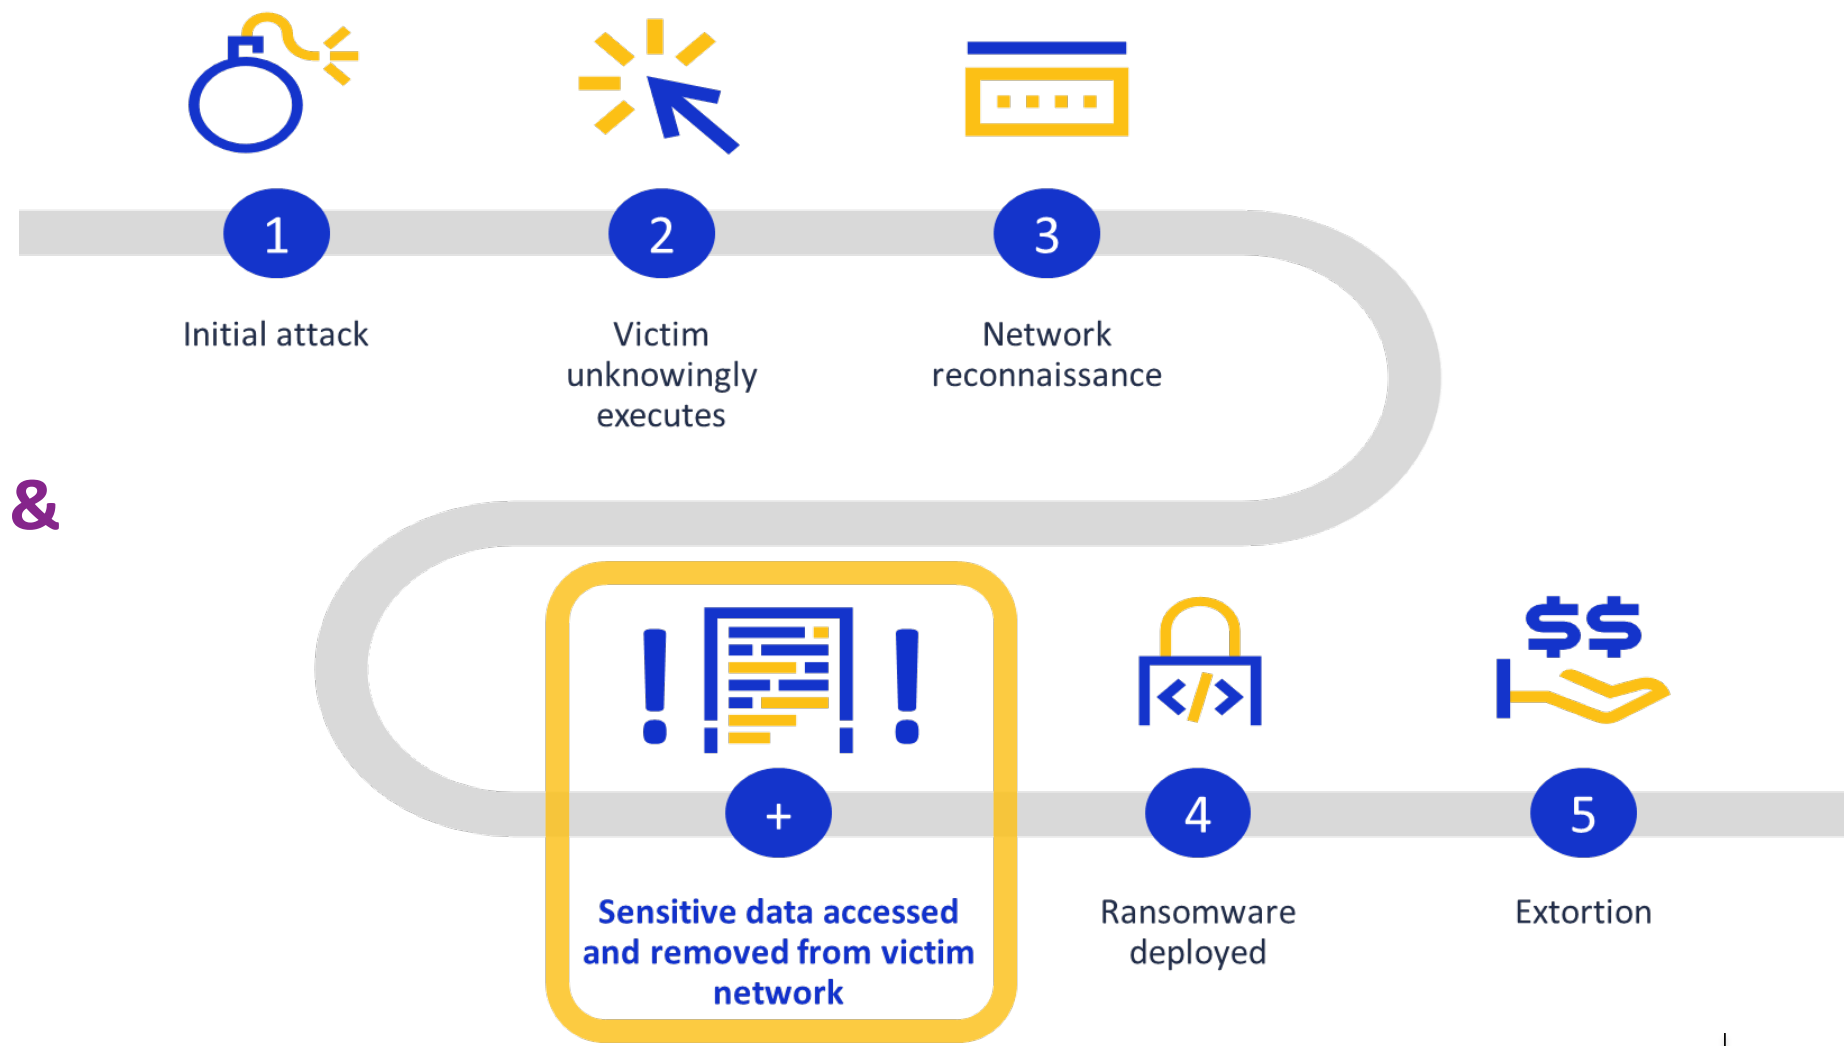 1
2
3
Initial attack
Victim
unknowingly
executes
Network
reconnaissance
&
! !
$$
</>
+
4
5
Sensitive data accessed
and removed from victim
network
Ransomware
deployed
Extortion